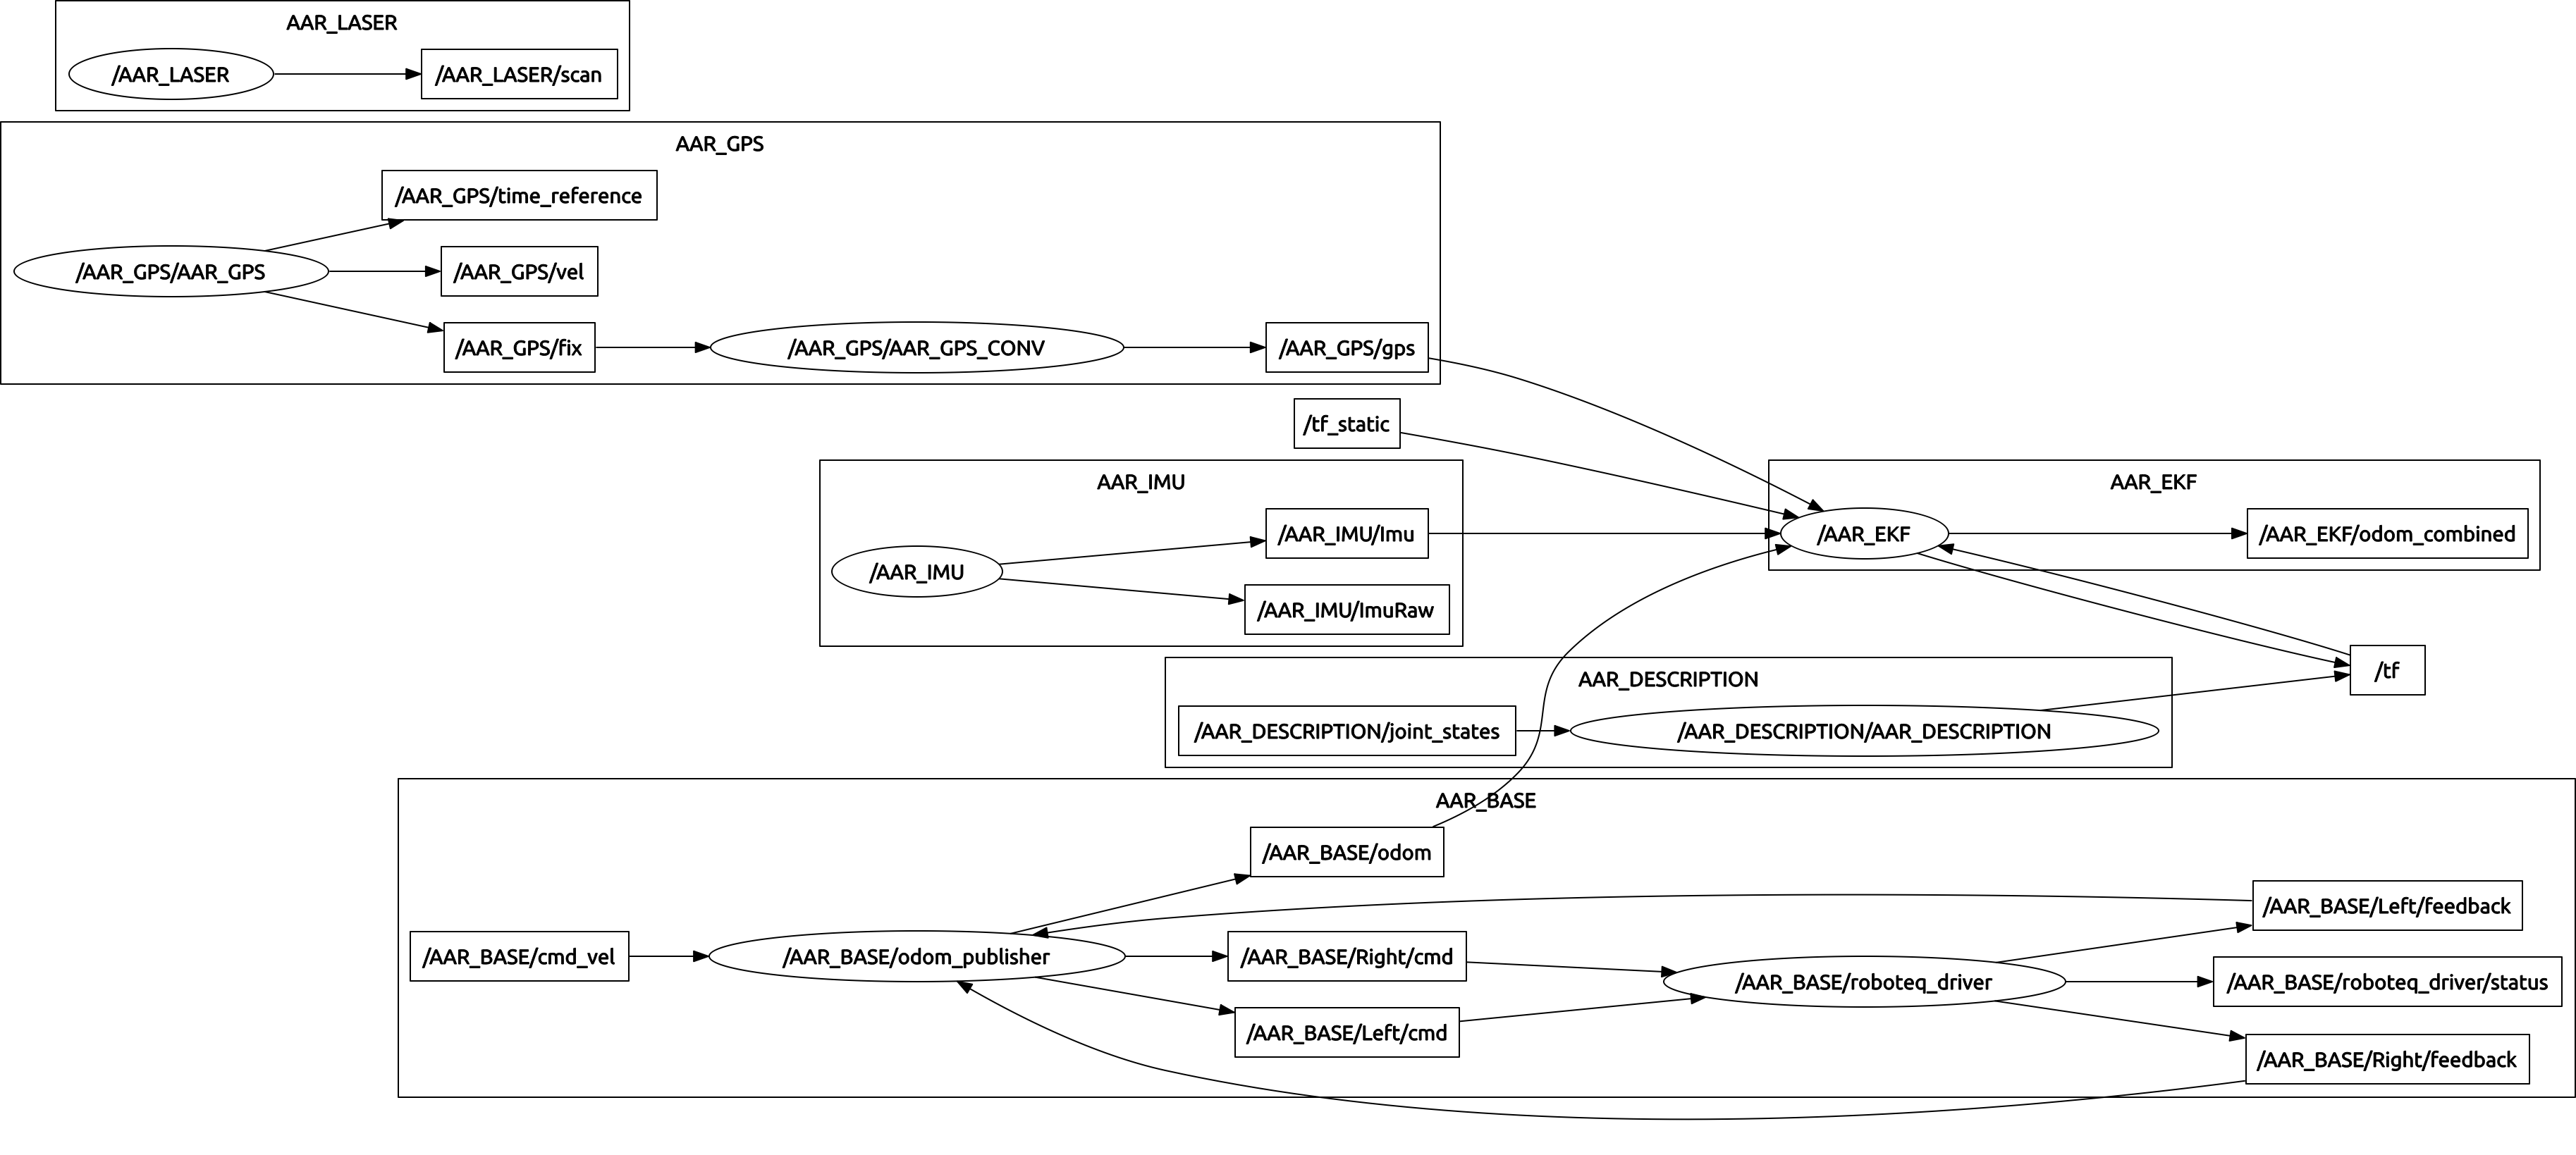 AAR_LASER
/AAR_LASER
/AAR_LASER/scan
AAR_GPS
/AAR_GPS/time_reference
/AAR_GPS/AAR_GPS
/AAR_GPS/vel
/AAR_GPS/fix
/AAR_GPS/AAR_GPS_CONV
/AAR_GPS/gps
/tf_static
AAR_IMU
/AAR_IMU/Imu
/AAR_IMU
/AAR_IMU/ImuRaw
AAR_EKF
/AAR_EKF
/AAR_EKF/odom_combined
/tf
AAR_DESCRIPTION
/AAR_DESCRIPTION/joint_states
/AAR_DESCRIPTION/AAR_DESCRIPTION
AAR_BASE
/AAR_BASE/odom
/AAR_BASE/cmd_vel
/AAR_BASE/odom_publisher
/AAR_BASE/Right/cmd
/AAR_BASE/Left/cmd
/AAR_BASE/roboteq_driver
/AAR_BASE/Left/feedback
/AAR_BASE/roboteq_driver/status
/AAR_BASE/Right/feedback